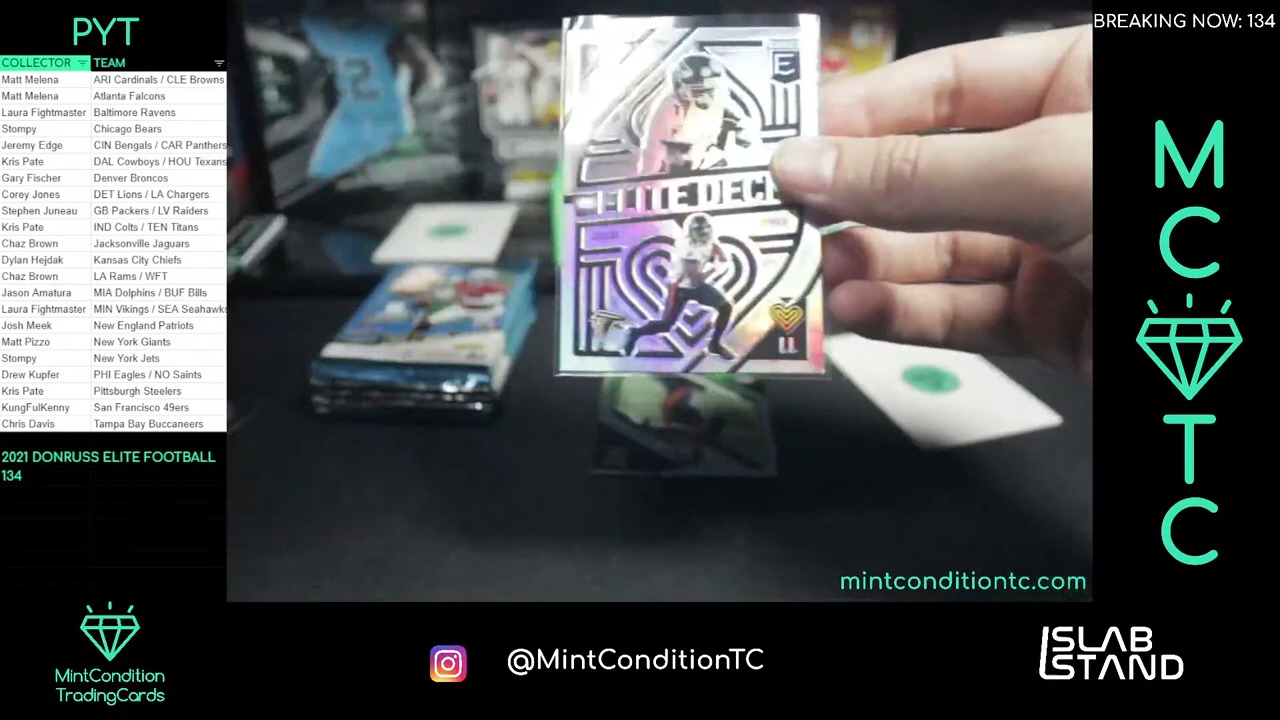 PYT
BREAKING NOW: 134
COLLECTOR TEAM
Matt Melena ARI Cardinals / CLE Browns
Matt Melena Atlanta Falcons
Laura Fightmaster Baltimore Ravens
Stompy Chicago Bears
Jeremy Edge CIN Bengals / CAR Panthers
Kris Pate DAL Cowboys / HOU Texans
Gary Fischer Denver Broncos
Corey Jones DET Lions / LA Chargers
Stephen Juneau GB Packers / LV Raiders
Kris Pate IND Colts / TEN Titans
Chaz Brown Jacksonville Jaguars
Dylan Hejdak Kansas City Chiefs
Chaz Brown LA Rams / WFT
Jason Amatura MIA Dolphins / BUF Bills
Laura Fightmaster MIN Vikings / SEA Seahawks
Josh Meek New England Patriots
Matt Pizzo New York Giants
Stompy New York Jets
Drew Kupfer PHI Eagles / NO Saints
Kris Pate Pittsburgh Steelers
KungFulKenny San Francisco 49ers
Chris Davis Tampa Bay Buccaneers
2021 DONRUSS ELITE FOOTBALL
134
E
ELITE DECK
M
C
T
C
mintconditiontc.com
MintCondition
TradingCards
@MintConditionTC
SLAB
STAND